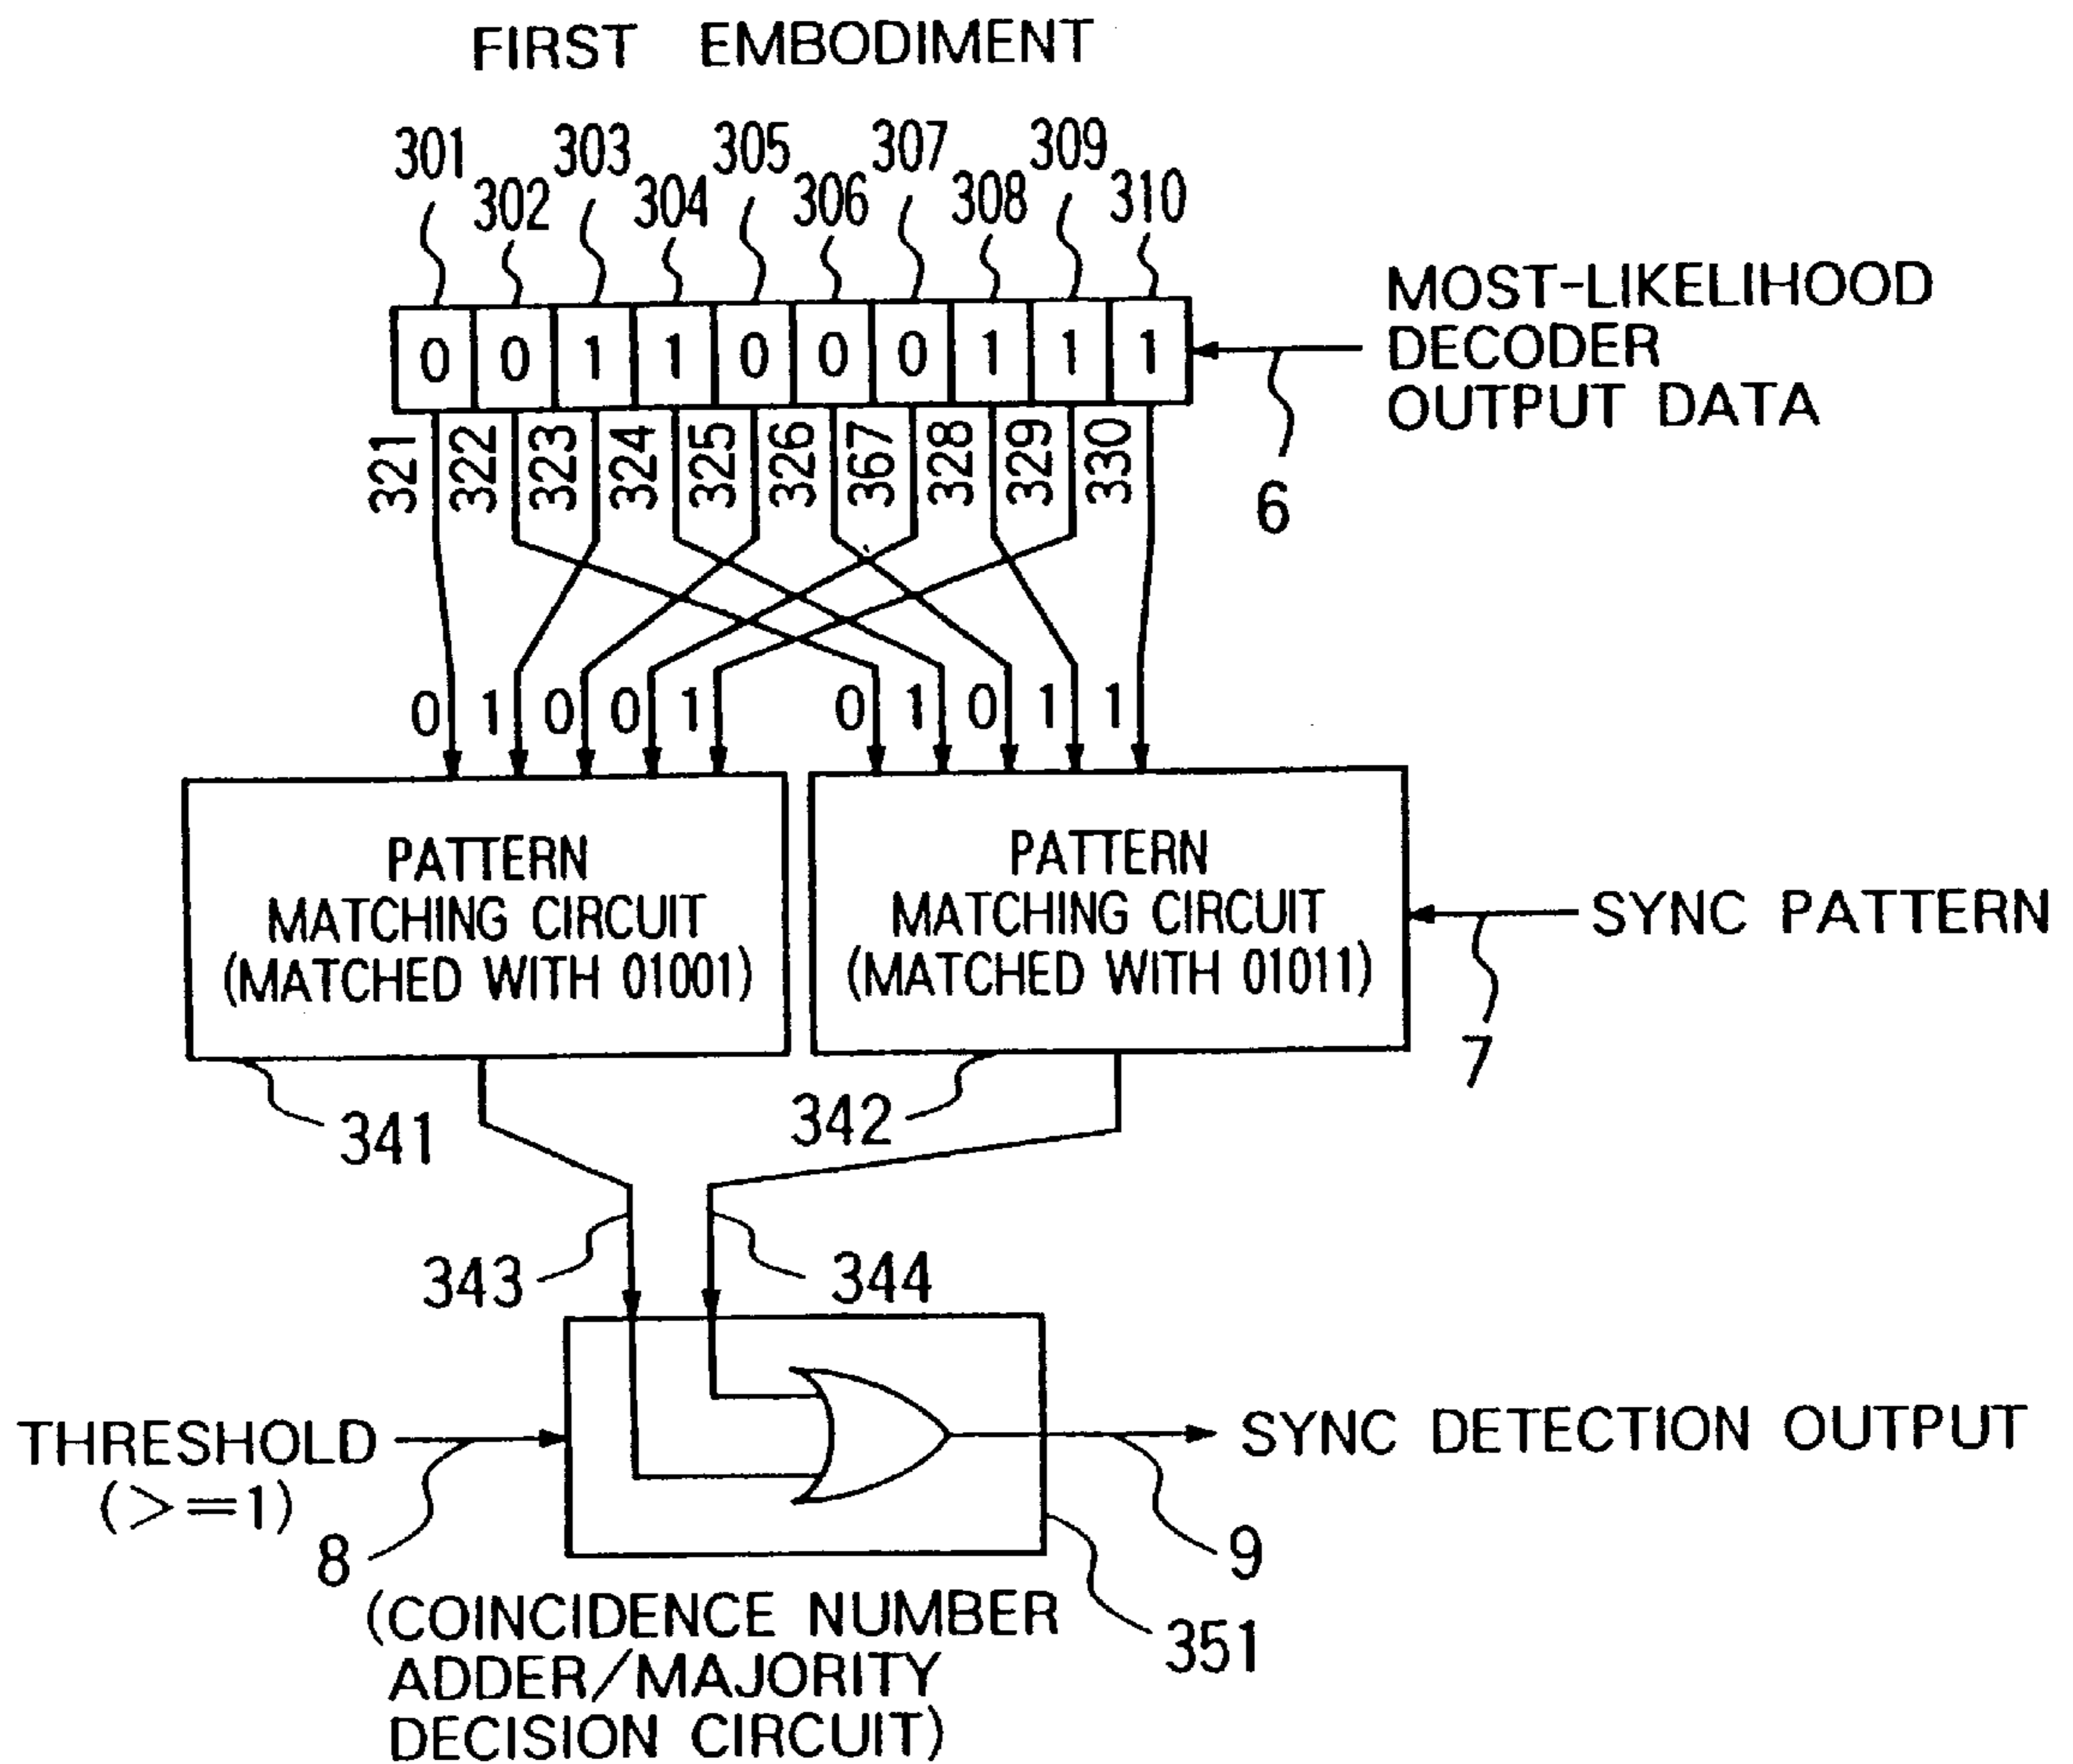 FIRST EMBODIMENT
301 303 305 307 309
302 304 306 308 310
0 0 1 1 0 0 0 1 1 1
MOST-LIKELIHOOD
DECODER
OUTPUT DATA
6
321 322 323 324 325 326 367 328 329 330
0 1 0 0 1 0 1 0 1 1
PATTERN
MATCHING CIRCUIT
(MATCHED WITH 01001)
PATTERN
MATCHING CIRCUIT
(MATCHED WITH 01011)
SYNC PATTERN
7
341
342
343
344
THRESHOLD
(>=1)
8
SYNC DETECTION OUTPUT
9
351
(COINCIDENCE NUMBER
ADDER/MAJORITY
DECISION CIRCUIT)